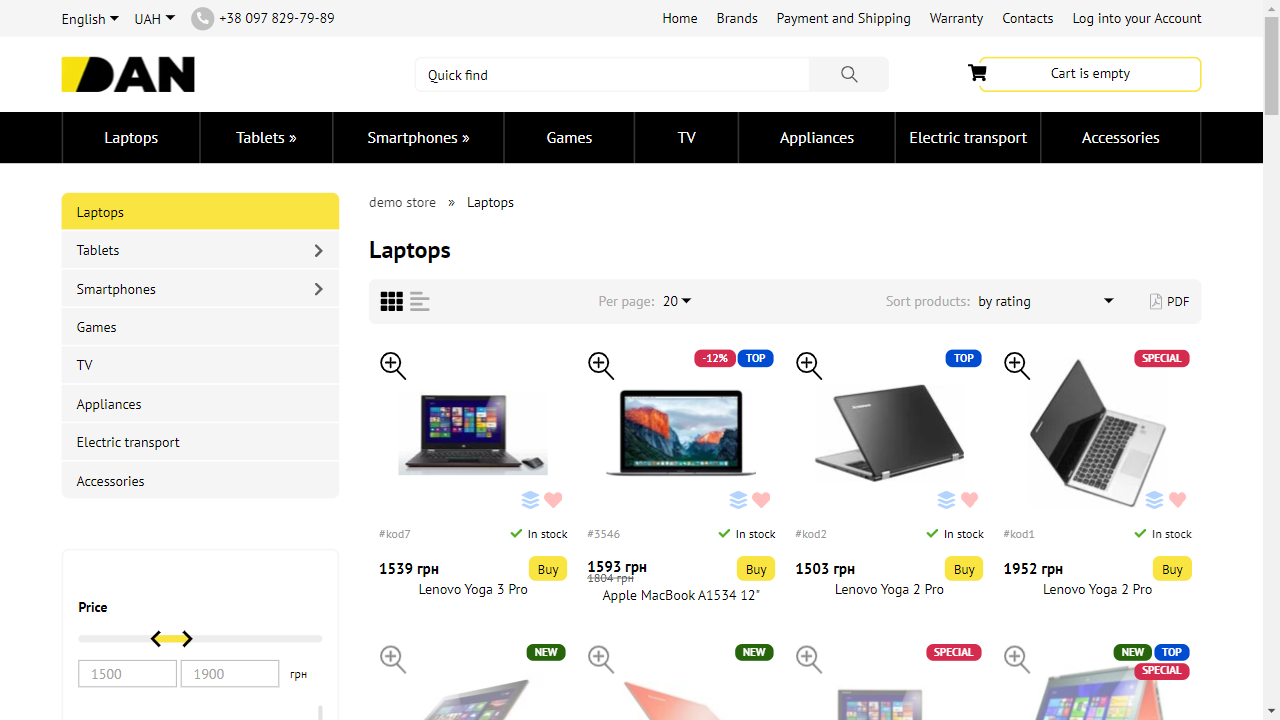 English UAH +38 097 829-79-89 Home Brands Payment and Shipping Warranty Contacts Log into your Account
DAN Quick find Cart is empty
Laptops Tablets » Smartphones » Games TV Appliances Electric transport Accessories
Laptops
Tablets
Smartphones
Games
TV
Appliances
Electric transport
Accessories
Price
1500 1900 грн
demo store » Laptops
Laptops
Per page: 20 Sort products: by rating PDF
-12% TOP TOP SPECIAL
#kod7 In stock #3546 In stock #kod2 In stock #kod1 In stock
1539 грн Buy 1593 грн Buy 1503 грн Buy 1952 грн Buy
1804 грн
Lenovo Yoga 3 Pro Apple MacBook A1534 12" Lenovo Yoga 2 Pro Lenovo Yoga 2 Pro
NEW NEW SPECIAL NEW TOP
SPECIAL